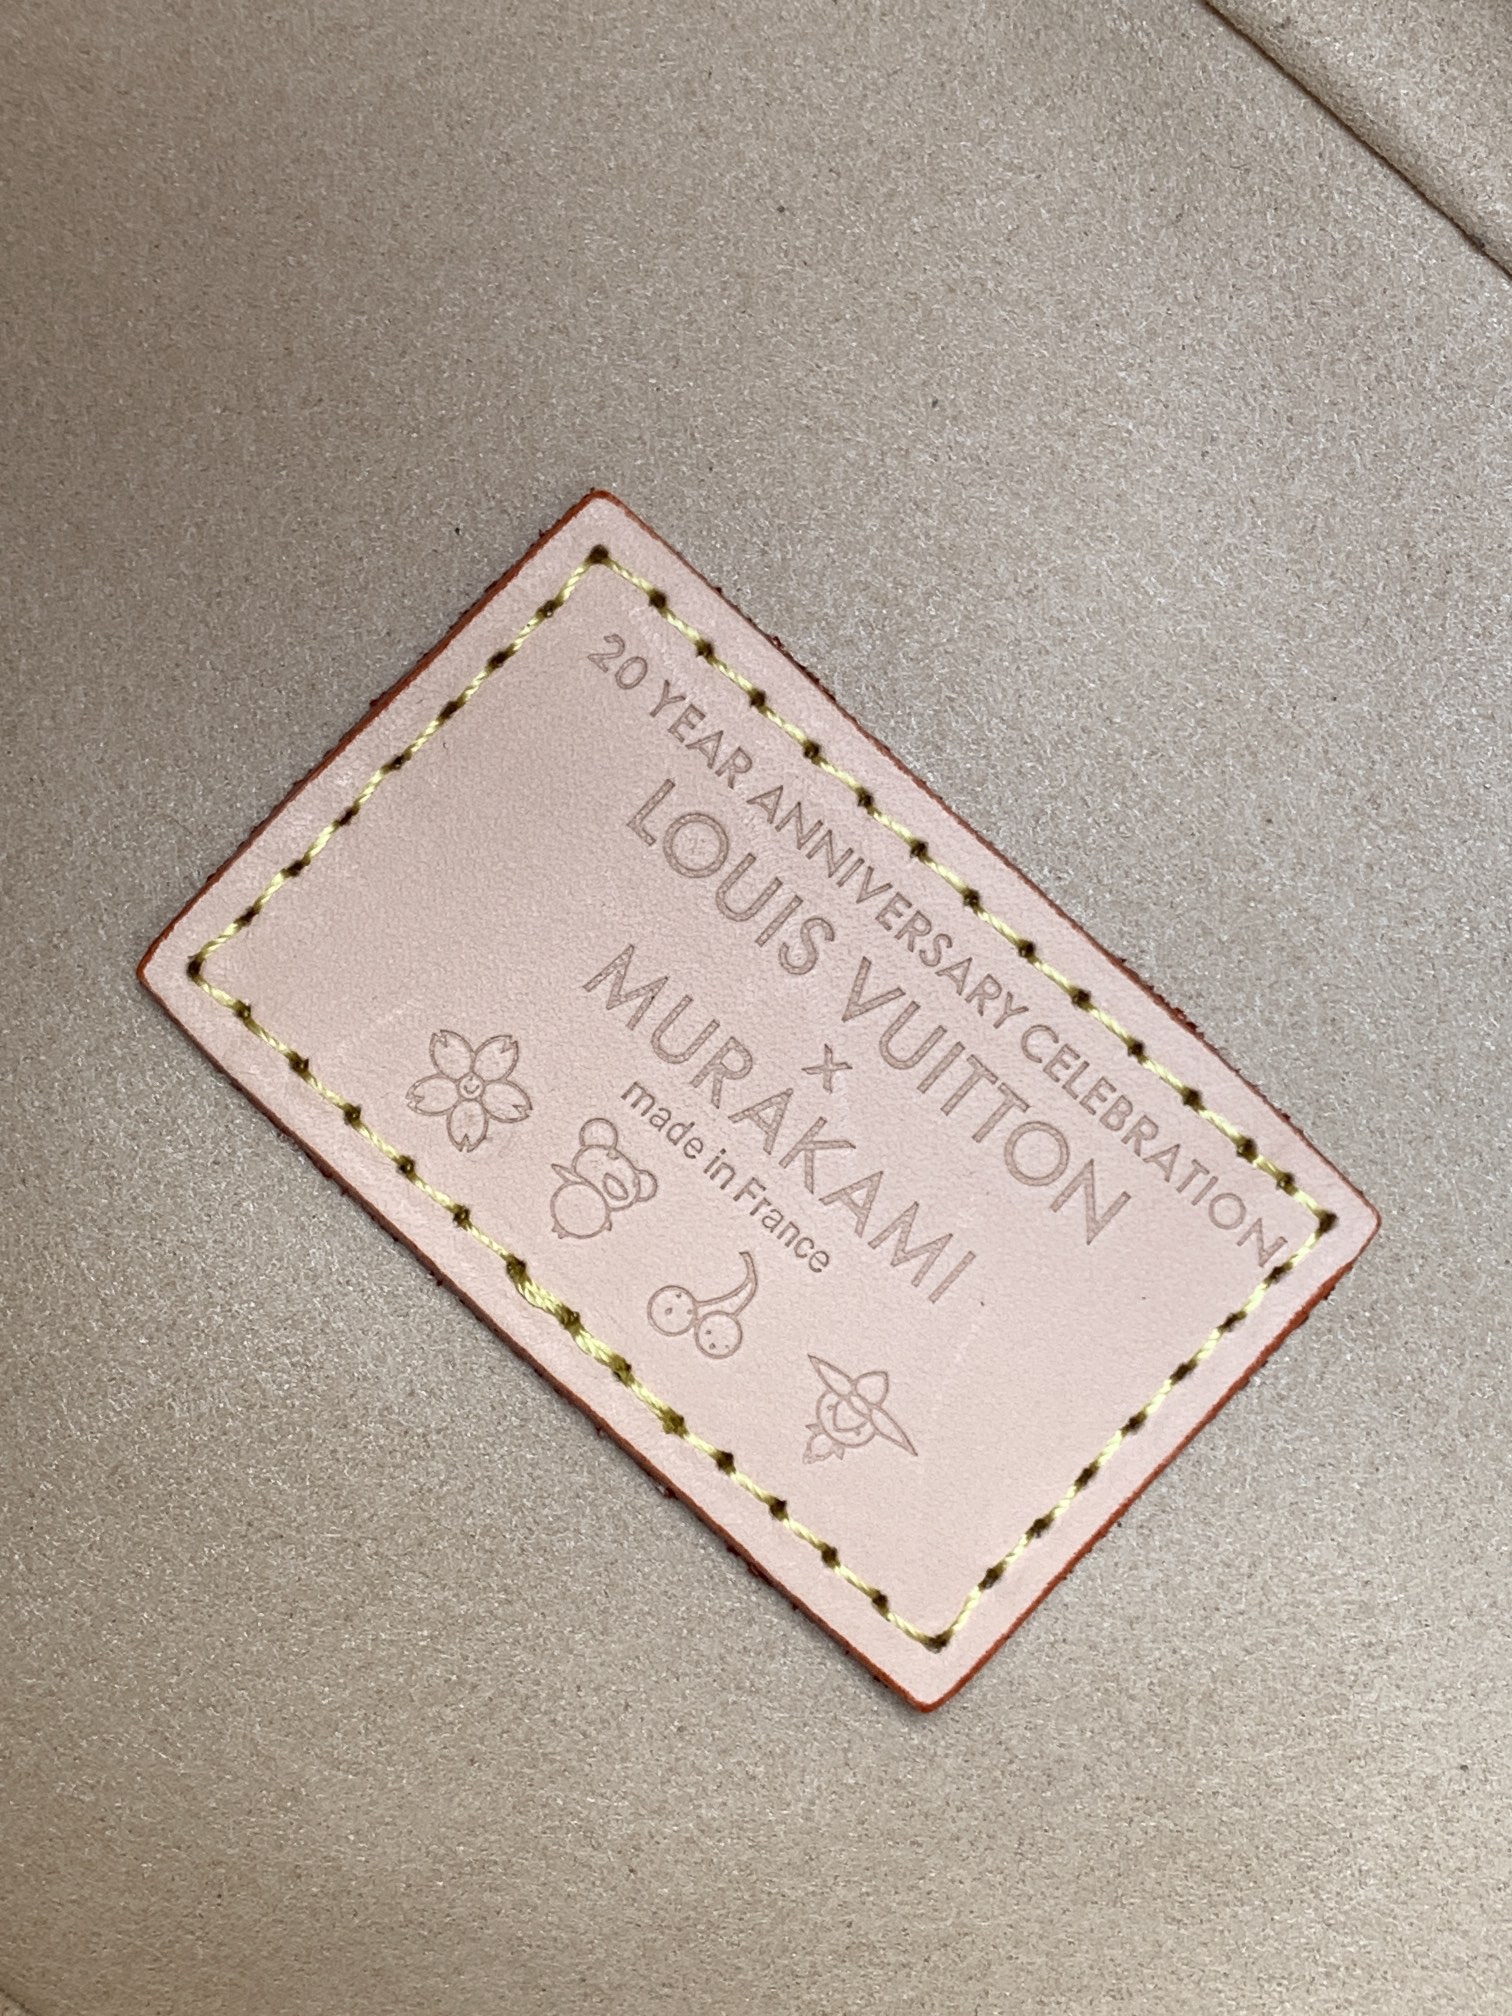 20 YEAR ANNIVERSARY CELEBRATION
LOUIS VUITTON
x
MURAKAMI
made in France